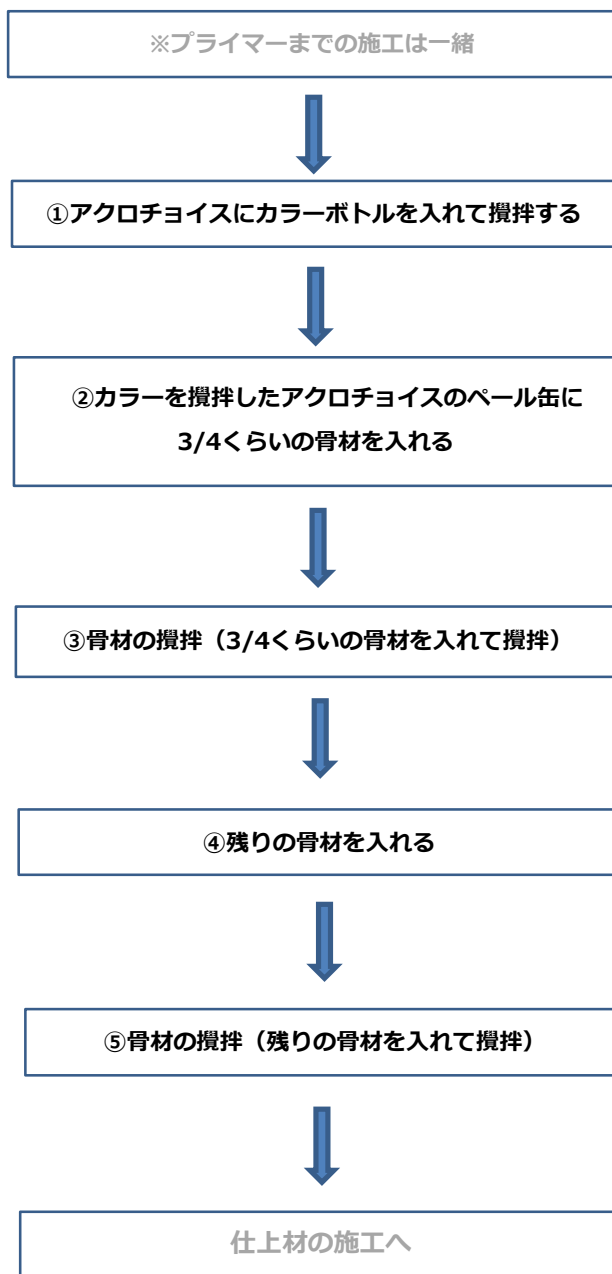 ※プライマーまでの施工は一緒
①アクロチョイスにカラーボトルを入れて攪拌する
②カラーを攪拌したアクロチョイスのペール缶に
3/4くらいの骨材を入れる
③骨材の攪拌（3/4くらいの骨材を入れて攪拌）
④残りの骨材を入れる
⑤骨材の攪拌（残りの骨材を入れて攪拌）
仕上材の施工へ